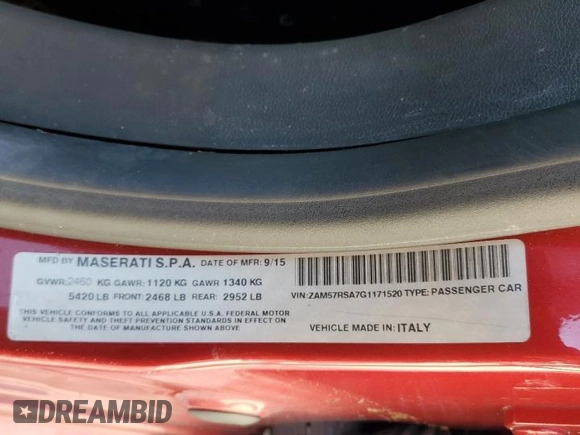 MFD BY MASERATI S.P.A. DATE OF MFR: 9/15
GVWR: 2460 KG GAWR: 1120 KG GAWR 1340 KG
5420 LB FRONT: 2468 LB REAR: 2952 LB
VIN: ZAM57RSA7G1171520 TYPE: PASSENGER CAR
THIS VEHICLE CONFORMS TO ALL APPLICABLE U.S.A. FEDERAL MOTOR
VEHICLE SAFETY AND THEFT PREVENTION STANDARDS IN EFFECT ON
THE DATE OF MANUFACTURE SHOWN ABOVE
VEHICLE MADE IN: ITALY
DREAMBID